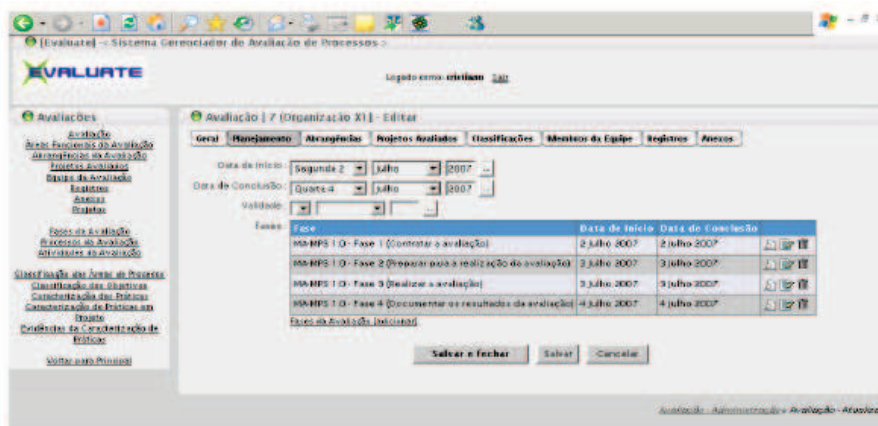 [Evaluate] - Sistema Gerenciador de Avaliação de Processos >
EVALUATE
Logado como: cristiano Sair
Avaliações
Avaliação
Áreas Funcionais da Avaliação
Abrangências da Avaliação
Projetos Avaliados
Equipe da Avaliação
Registros
Anexos
Projetos
Fases da Avaliação
Processos da Avaliação
Atividades da Avaliação
Classificação das Áreas de Processo
Classificação dos Objetivos
Caracterização das Práticas
Caracterização de Práticas em
Projeto
Evidências da Caracterização de
Práticas
Voltar para Principal
Avaliação | 7 (Organização X1) - Editar
Geral Planejamento Abrangências Projetos Avaliados Classificações Membros da Equipe Registros Anexos
Data de Início: Segunda 2 Julho 2007 ...
Data de Conclusão: Quarta 4 Julho 2007 ...
Validade: ...
Fases:
Fase Data de Início Data de Conclusão
MA-MPS 1.0 - Fase 1 (Contratar a avaliação) 2 Julho 2007 2 Julho 2007
MA-MPS 1.0 - Fase 2 (Preparar para a realização da avaliação) 3 Julho 2007 3 Julho 2007
MA-MPS 1.0 - Fase 3 (Realizar a avaliação) 3 Julho 2007 3 Julho 2007
MA-MPS 1.0 - Fase 4 (Documentar os resultados da avaliação) 4 Julho 2007 4 Julho 2007
Fases da Avaliação [adicionar]
Salvar e fechar Salvar Cancelar
Avaliação - Administração » Avaliação - Atualiza